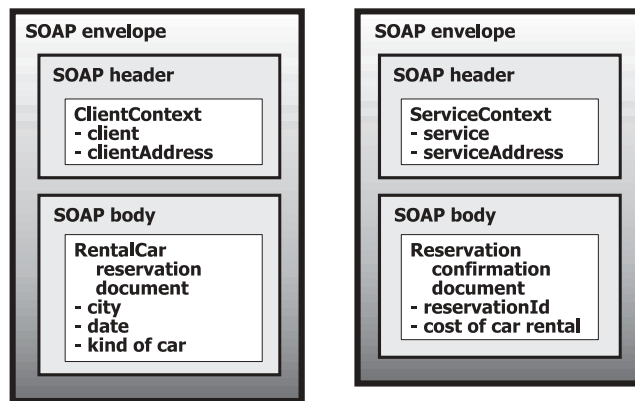 SOAP envelope
SOAP header
ClientContext
- client
- clientAddress
SOAP body
RentalCar
reservation
document
- city
- date
- kind of car
SOAP envelope
SOAP header
ServiceContext
- service
- serviceAddress
SOAP body
Reservation
confirmation
document
- reservationId
- cost of car rental